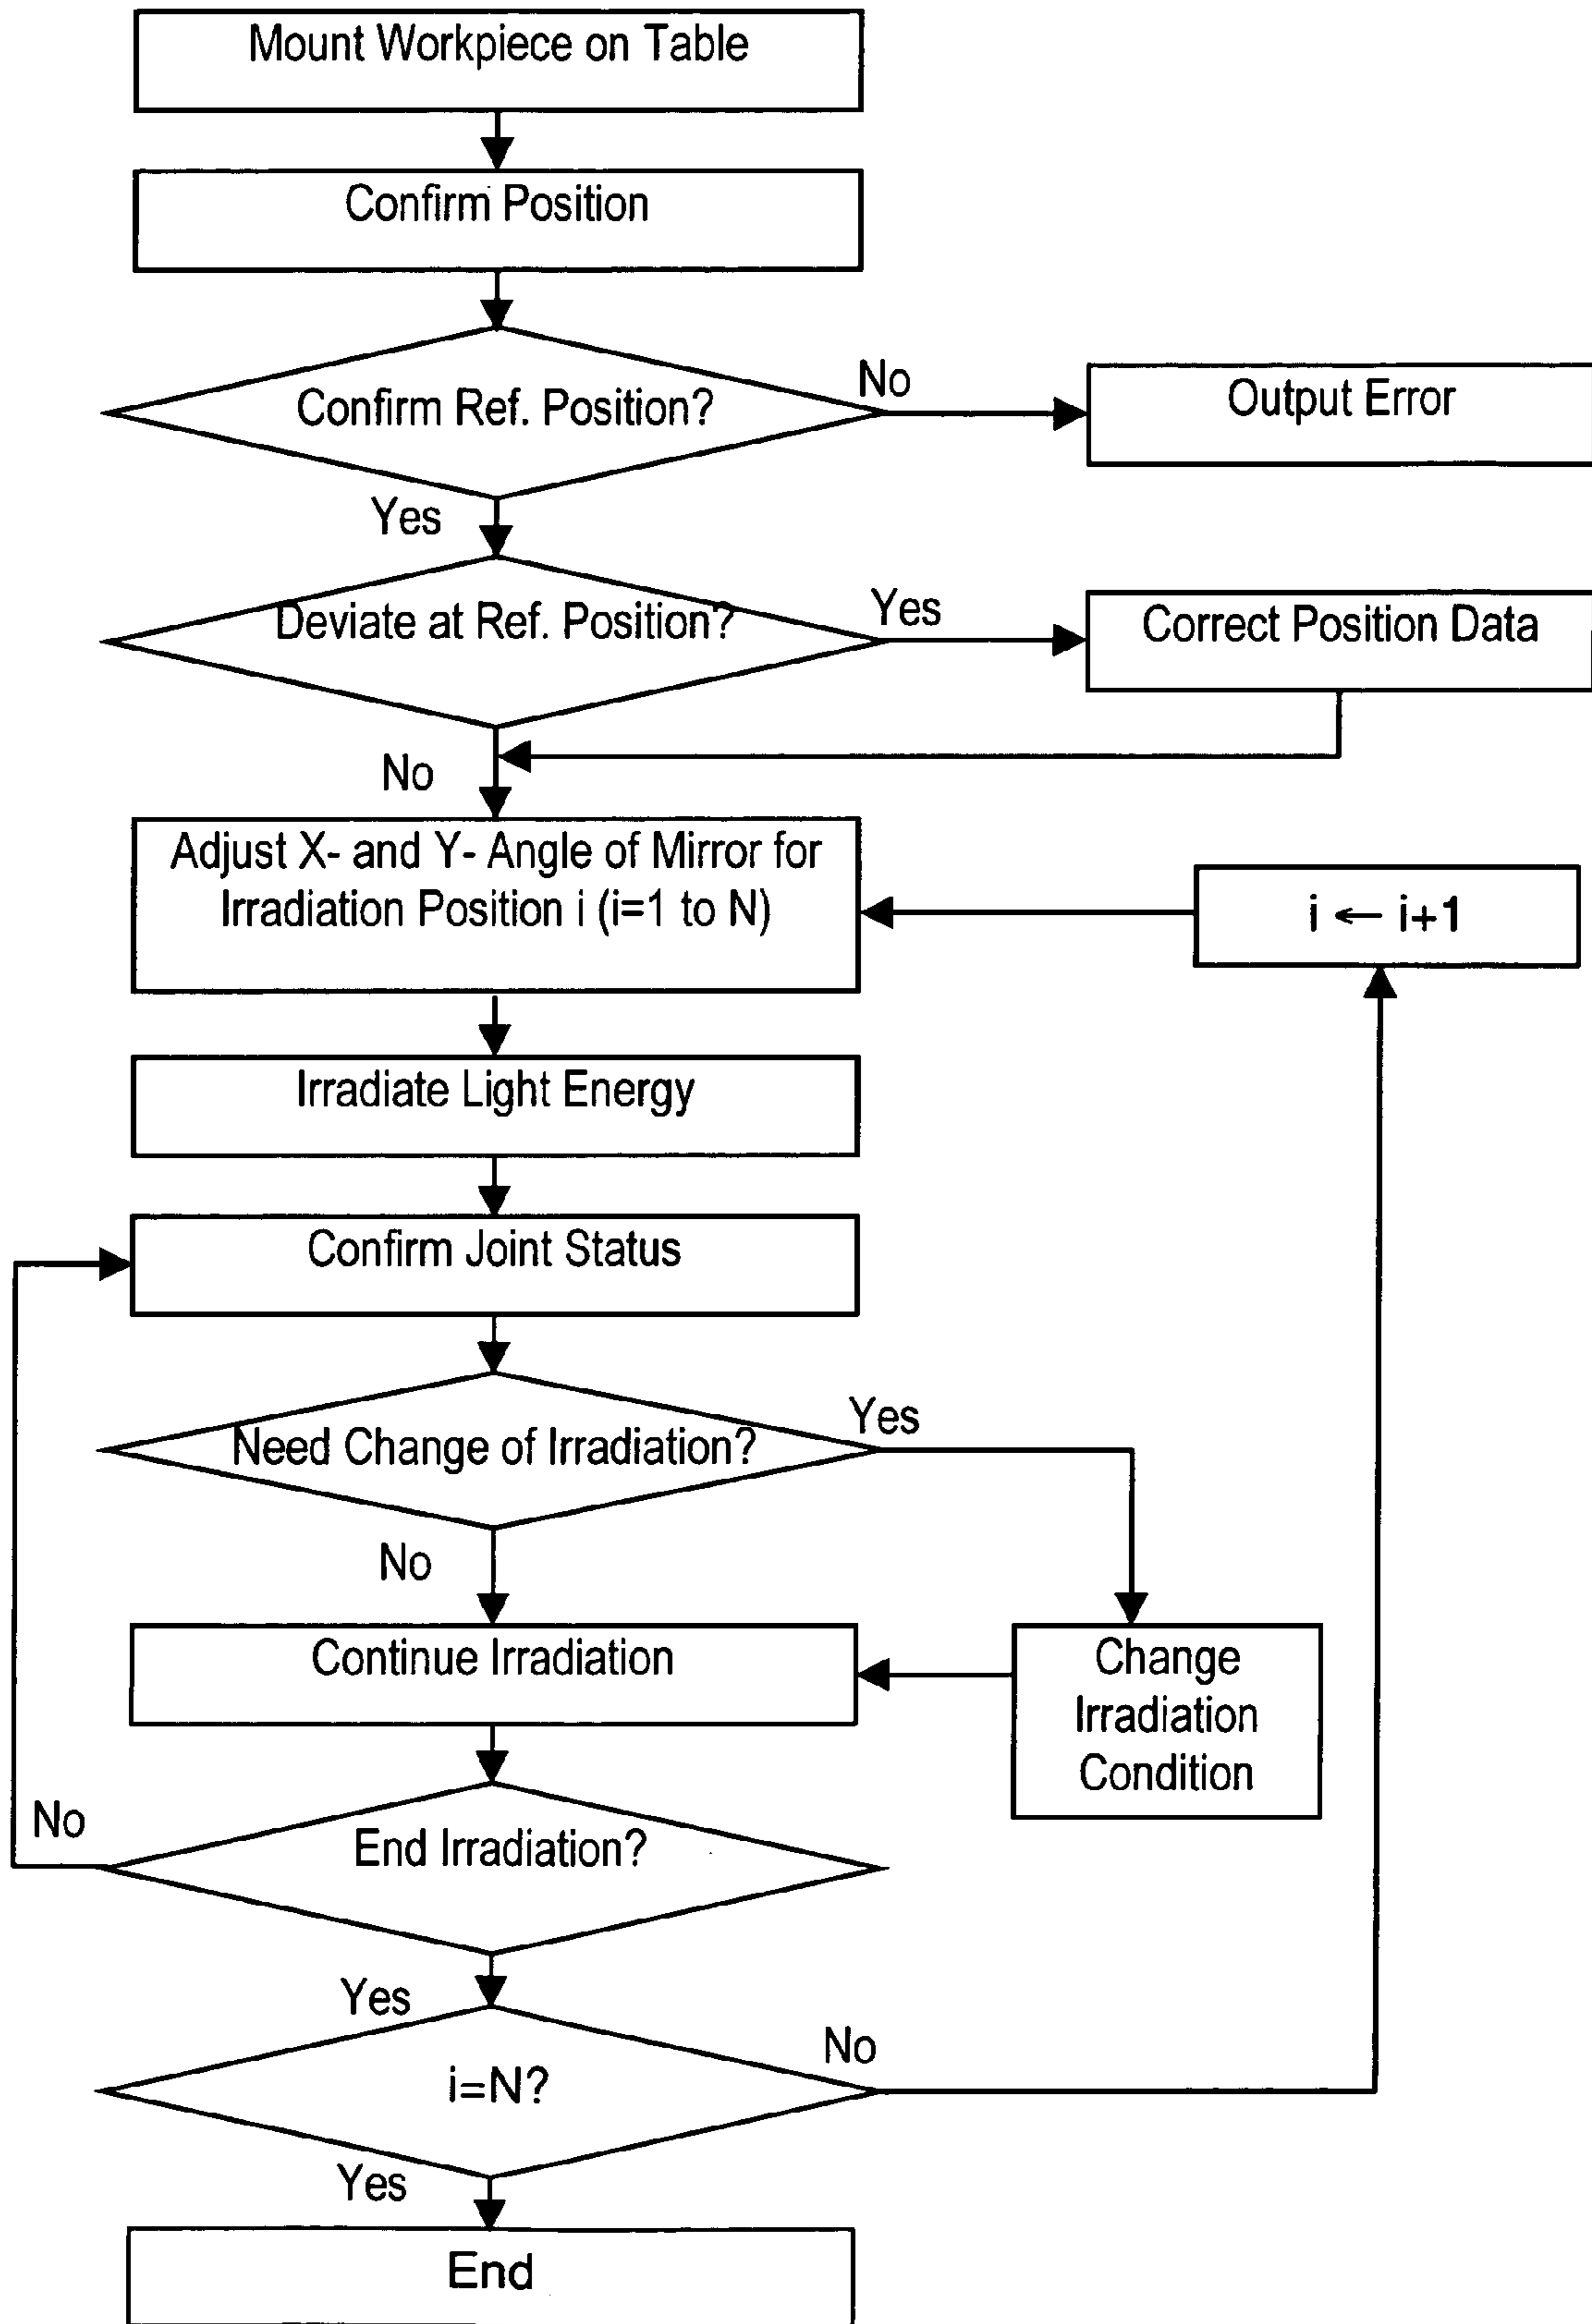 Mount Workpiece on Table
Confirm Position
Confirm Ref. Position?
No
Output Error
Yes
Deviate at Ref. Position?
Yes
Correct Position Data
No
Adjust X- and Y- Angle of Mirror for
Irradiation Position i (i=1 to N)
i ← i+1
Irradiate Light Energy
Confirm Joint Status
Need Change of Irradiation?
Yes
No
Continue Irradiation
Change
Irradiation
Condition
End Irradiation?
No
Yes
i=N?
No
Yes
End